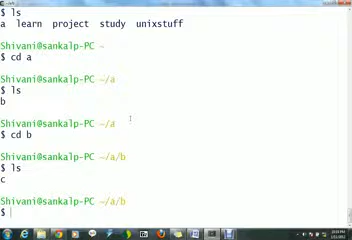 $ ls
a learn project study unixstuff
Shivani@sankalp-PC ~
$ cd a
Shivani@sankalp-PC ~/a
$ ls
b
Shivani@sankalp-PC ~/a
$ cd b
Shivani@sankalp-PC ~/a/b
$ ls
c
Shivani@sankalp-PC ~/a/b
$